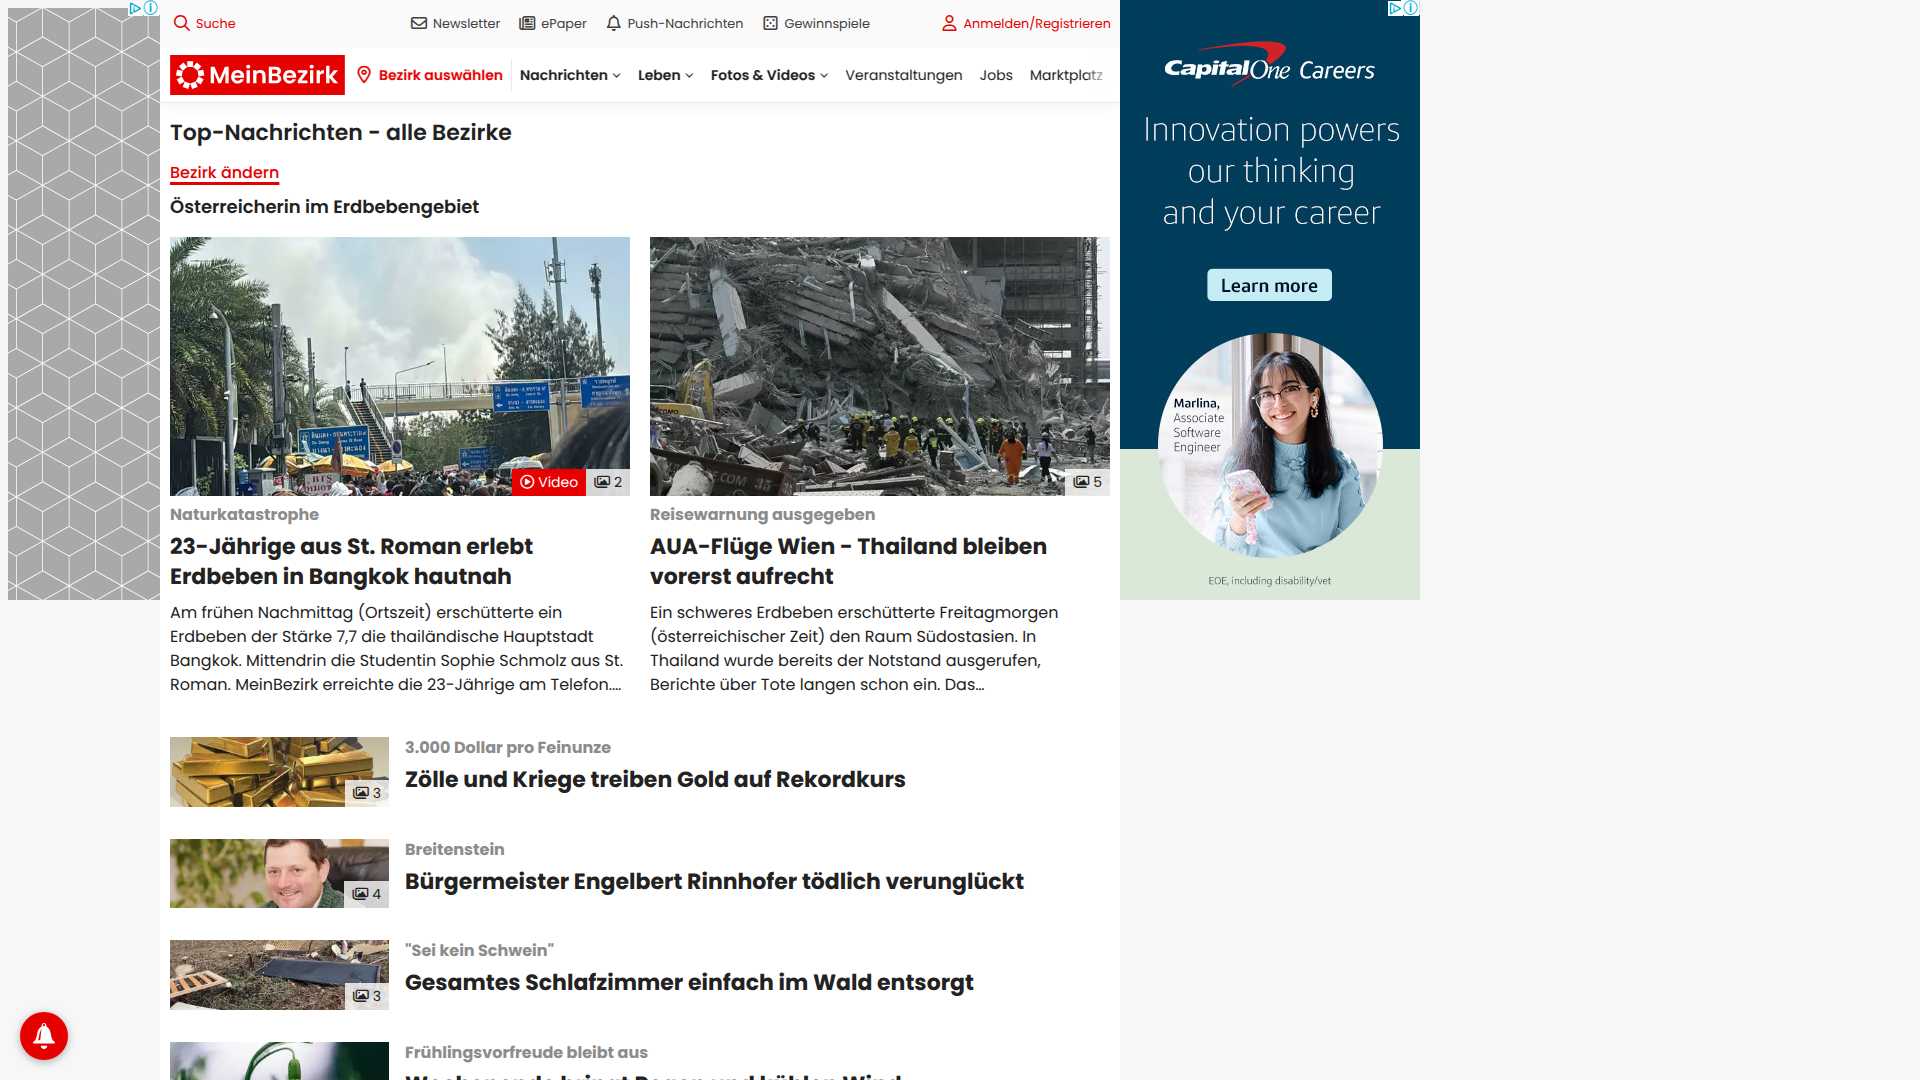 Suche
Newsletter
ePaper
Push-Nachrichten
Gewinnspiele
Anmelden/Registrieren
MeinBezirk
Bezirk auswählen
Nachrichten
Leben
Fotos & Videos
Veranstaltungen
Jobs
Marktplatz
Top-Nachrichten - alle Bezirke
Bezirk ändern
Österreicherin im Erdbebengebiet
Video
2
5
Naturkatastrophe
23-Jährige aus St. Roman erlebt
Erdbeben in Bangkok hautnah
Am frühen Nachmittag (Ortszeit) erschütterte ein
Erdbeben der Stärke 7,7 die thailändische Hauptstadt
Bangkok. Mittendrin die Studentin Sophie Schmolz aus St.
Roman. MeinBezirk erreichte die 23-Jährige am Telefon....
Reisewarnung ausgegeben
AUA-Flüge Wien - Thailand bleiben
vorerst aufrecht
Ein schweres Erdbeben erschütterte Freitagmorgen
(österreichischer Zeit) den Raum Südostasien. In
Thailand wurde bereits der Notstand ausgerufen,
Berichte über Tote langen schon ein. Das...
3
3.000 Dollar pro Feinunze
Zölle und Kriege treiben Gold auf Rekordkurs
4
Breitenstein
Bürgermeister Engelbert Rinnhofer tödlich verunglückt
3
"Sei kein Schwein"
Gesamtes Schlafzimmer einfach im Wald entsorgt
Frühlingsvorfreude bleibt aus
Wochenende bringt Regen und kühlen Wind
Capital One Careers
Innovation powers
our thinking
and your career
Learn more
Marlina,
Associate
Software
Engineer
EOE, including disability/vet